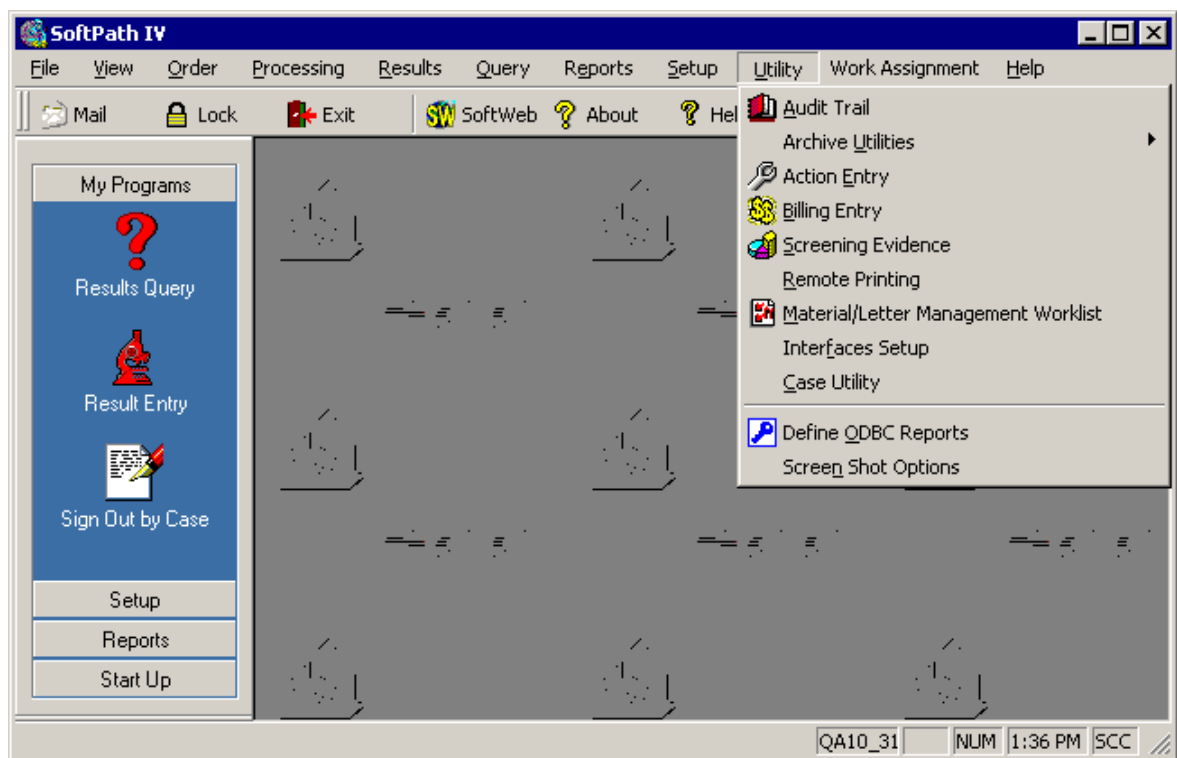 SoftPath IV
File View Order Processing Results Query Reports Setup Utility Work Assignment Help
Mail Lock Exit SoftWeb About Hel
Audit Trail
Archive Utilities
Action Entry
Billing Entry
Screening Evidence
Remote Printing
Material/Letter Management Worklist
Interfaces Setup
Case Utility
Define ODBC Reports
Screen Shot Options
My Programs
Results Query
Result Entry
Sign Out by Case
Setup
Reports
Start Up
QA10_31 NUM 1:36 PM SCC